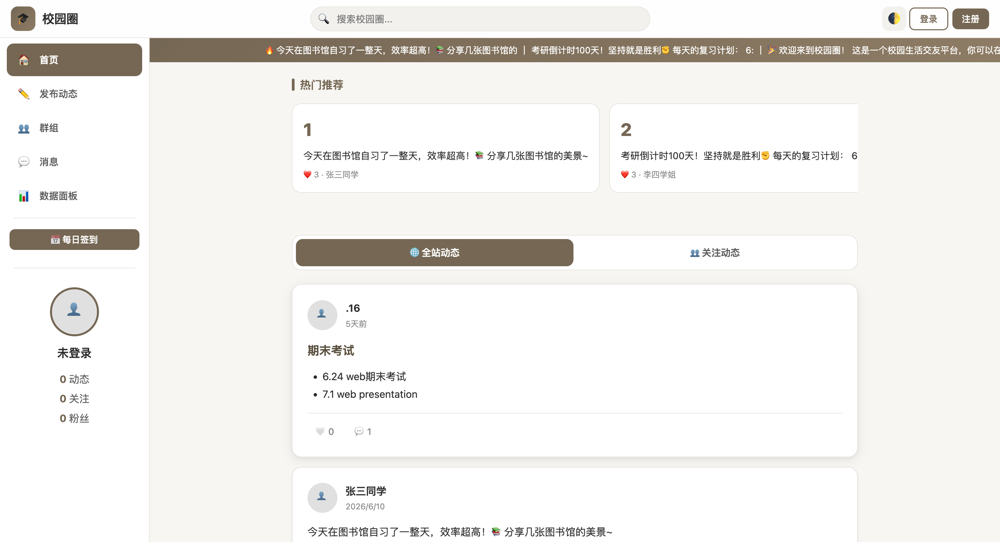 校园圈
搜索校园圈...
登录
注册
首页
发布动态
群组
消息
数据面板
17 每日签到
未登录
0 动态
0 关注
0 粉丝
🔥 今天在图书馆自习了一整天，效率超高！📚 分享几张图书馆的 | 考研倒计时100天！坚持就是胜利✊ 每天的复习计划： 6: | 🎉 欢迎来到校园圈！ 这是一个校园生活交友平台，你可以在
热门推荐
1
今天在图书馆自习了一整天，效率超高！📚 分享几张图书馆的美景~
❤️ 3 · 张三同学
2
考研倒计时100天！坚持就是胜利✊ 每天的复习计划： 6
❤️ 3 · 李四学姐
🌐 全站动态
👥 关注动态
.16
5天前
期末考试
• 6.24 web期末考试
• 7.1 web presentation
🤍 0
💬 1
张三同学
2026/6/10
今天在图书馆自习了一整天，效率超高！📚 分享几张图书馆的美景~